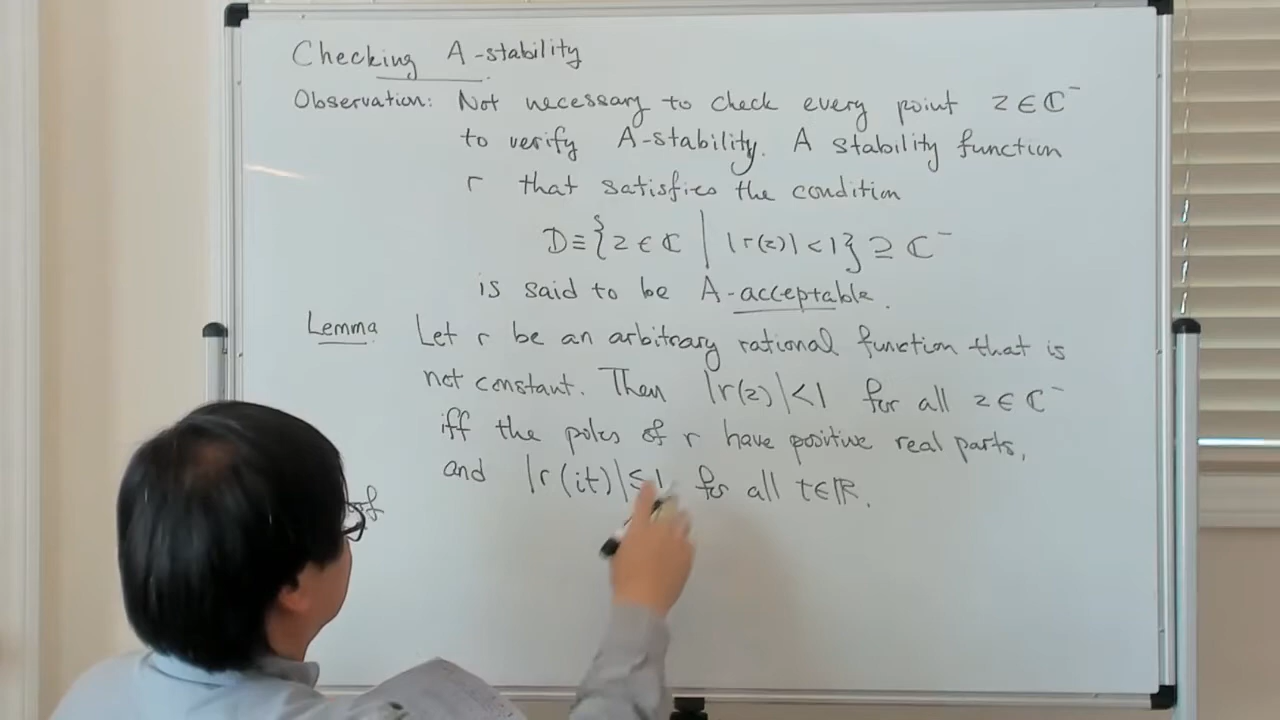 Checking A-stability
Observation: Not necessary to check every point z ∈ ℂ⁻
to verify A-stability. A stability function
r that satisfies the condition
D ≡ {z ∈ ℂ | |r(z)| < 1} ⊇ ℂ⁻
is said to be A-acceptable.
Lemma Let r be an arbitrary rational function that is
not constant. Then |r(z)| < 1 for all z ∈ ℂ⁻
iff the poles of r have positive real parts,
and |r(it)| ≤ 1 for all t ∈ ℝ.